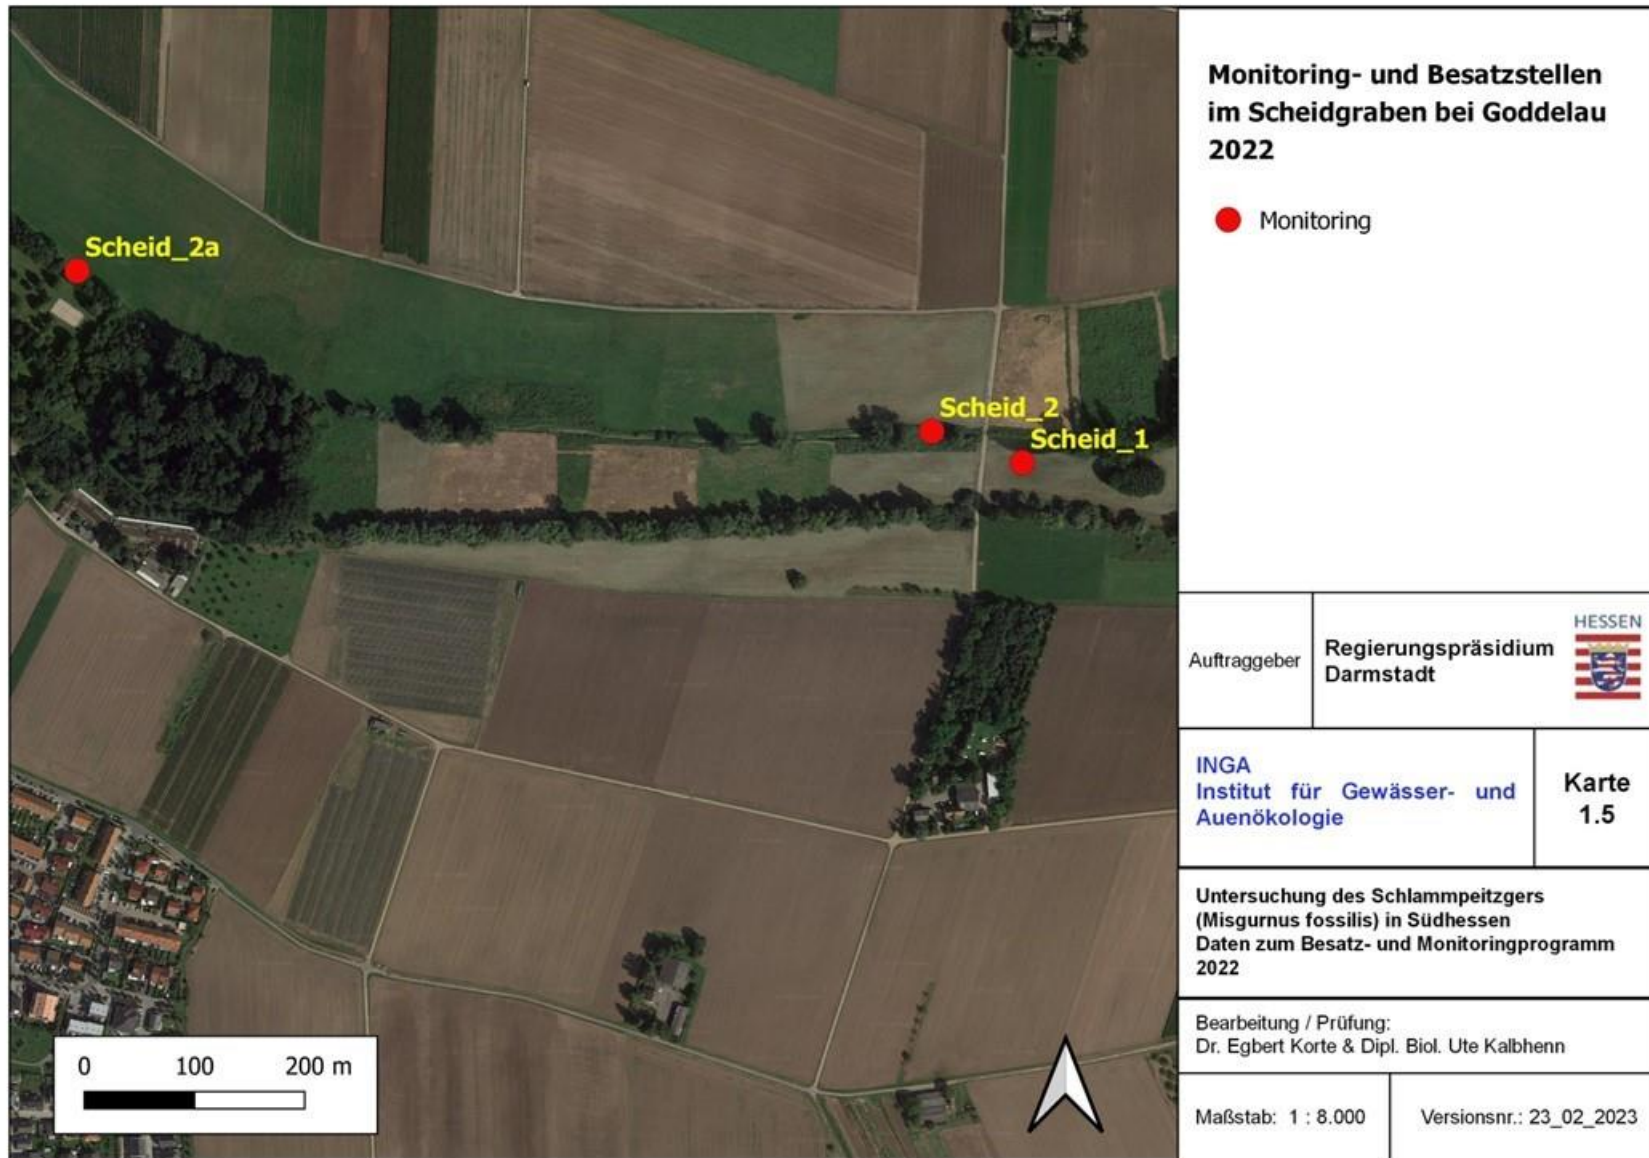 Monitoring- und Besatzstellen
im Scheidgraben bei Goddelau
2022
Monitoring
Scheid_2a
Scheid_2
Scheid_1
HESSEN
Auftraggeber
Regierungspräsidium
Darmstadt
INGA
Institut für Gewässer- und
Auenökologie
Karte
1.5
Untersuchung des Schlammpeitzgers
(Misgurnus fossilis) in Südhessen
Daten zum Besatz- und Monitoringprogramm
2022
Bearbeitung / Prüfung:
Dr. Egbert Korte & Dipl. Biol. Ute Kalbhenn
Maßstab: 1 : 8.000
Versionsnr.: 23_02_2023
0 100 200 m